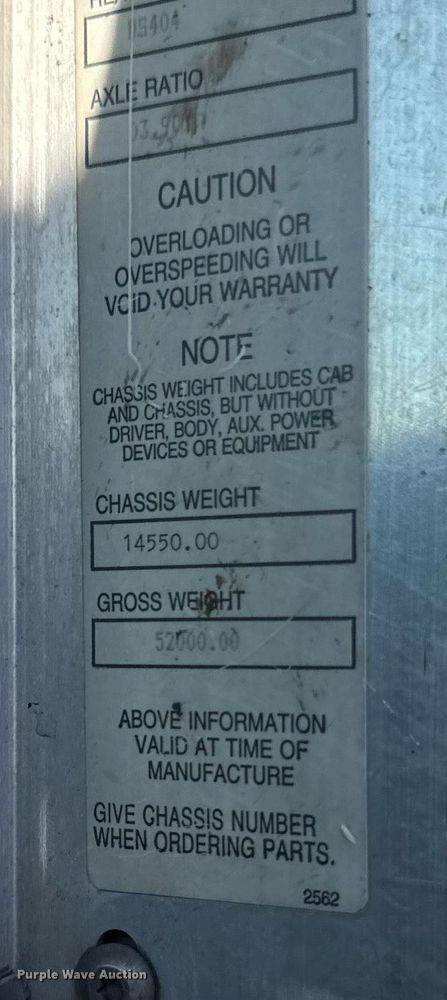 AXLE RATIO
CAUTION
OVERLOADING OR
OVERSPEEDING WILL
VOID YOUR WARRANTY
NOTE
CHASSIS WEIGHT INCLUDES CAB
AND CHASSIS, BUT WITHOUT
DRIVER, BODY, AUX. POWER
DEVICES OR EQUIPMENT
CHASSIS WEIGHT
14550.00
GROSS WEIGHT
52000.00
ABOVE INFORMATION
VALID AT TIME OF
MANUFACTURE
GIVE CHASSIS NUMBER
WHEN ORDERING PARTS.
2562
Purple Wave Auction